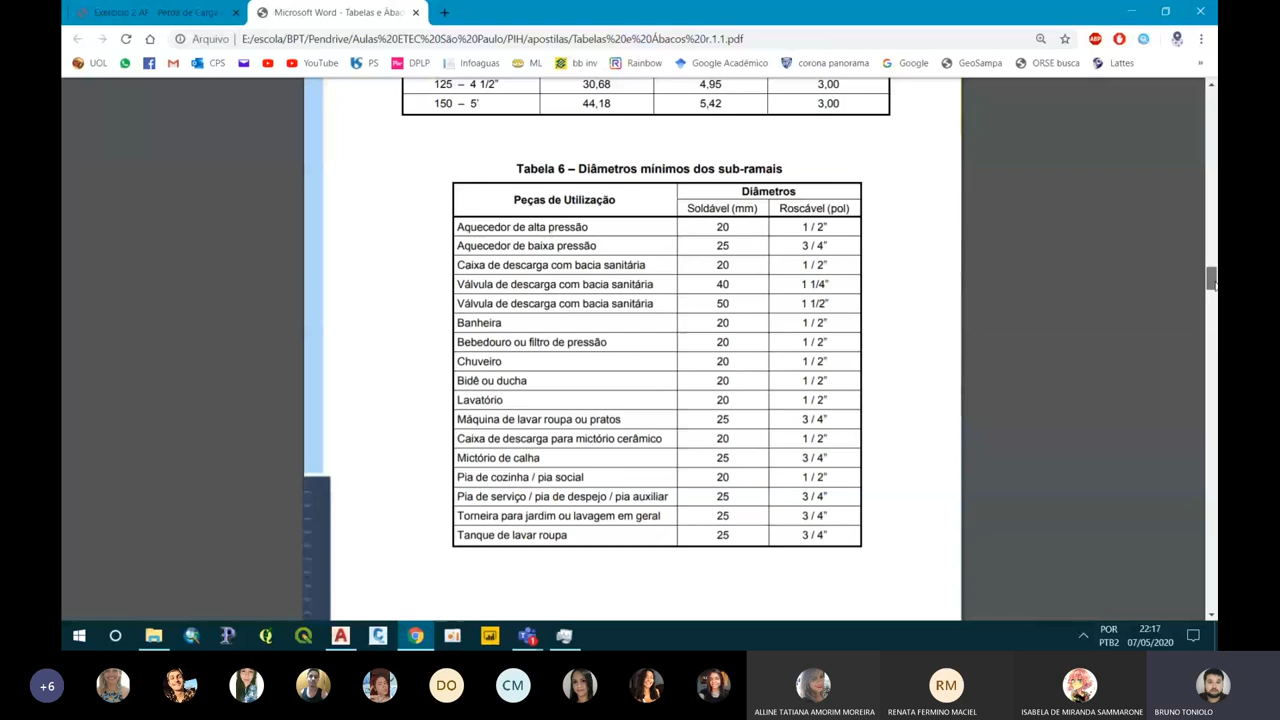 Exercício 2 AF - Perda de Carga
Microsoft Word - Tabelas e Ábac
Arquivo
E:/escola/BPT/Pendrive/Aulas%20ETEC%20São%20Paulo/PIH/apostilas/Tabelas%20e%20Ábacos%20r.1.1.pdf
UOL CPS YouTube PS DPLP Infoaguas ML bb inv Rainbow Google Acadêmico corona panorama Google GeoSampa ORSE busca Lattes »
125 – 4 1/2” 30,68 4,95 3,00
150 – 5’ 44,18 5,42 3,00
Tabela 6 – Diâmetros mínimos dos sub-ramais
Peças de Utilização Diâmetros
Soldável (mm) Roscável (pol)
Aquecedor de alta pressão 20 1 / 2”
Aquecedor de baixa pressão 25 3 / 4”
Caixa de descarga com bacia sanitária 20 1 / 2”
Válvula de descarga com bacia sanitária 40 1 1/4”
Válvula de descarga com bacia sanitária 50 1 1/2”
Banheira 20 1 / 2”
Bebedouro ou filtro de pressão 20 1 / 2”
Chuveiro 20 1 / 2”
Bidê ou ducha 20 1 / 2”
Lavatório 20 1 / 2”
Máquina de lavar roupa ou pratos 25 3 / 4”
Caixa de descarga para mictório cerâmico 20 1 / 2”
Mictório de calha 25 3 / 4”
Pia de cozinha / pia social 20 1 / 2”
Pia de serviço / pia de despejo / pia auxiliar 25 3 / 4”
Torneira para jardim ou lavagem em geral 25 3 / 4”
Tanque de lavar roupa 25 3 / 4”
POR 22:17
PTB2 07/05/2020
+6 DO CM RM
ALLINE TATIANA AMORIM MOREIRA RENATA FERMINO MACIEL ISABELA DE MIRANDA SAMMARONE BRUNO TONIOLO